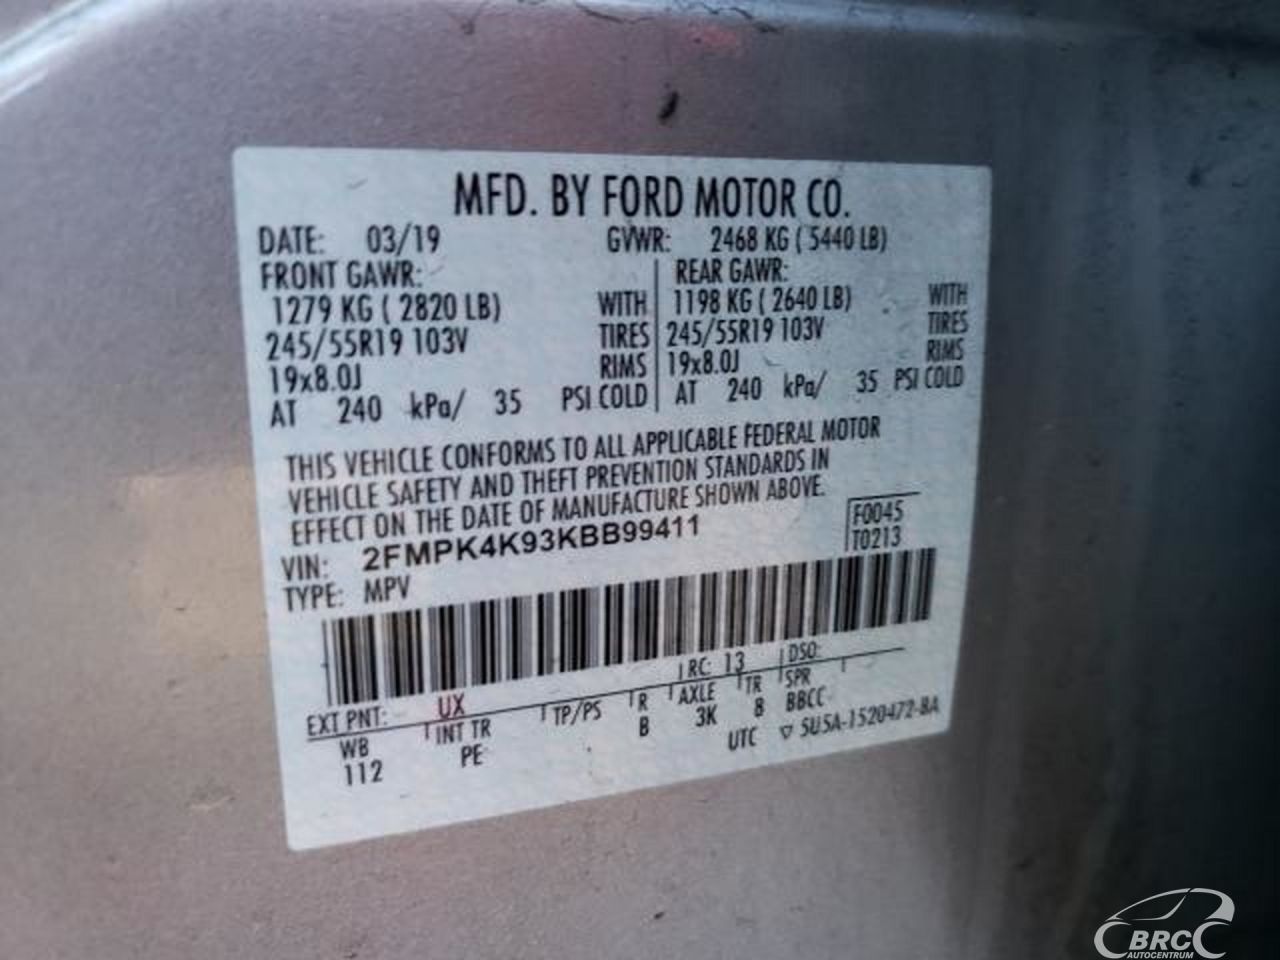 MFD. BY FORD MOTOR CO.
DATE: 03/19 GVWR: 2468 KG ( 5440 LB)
FRONT GAWR: REAR GAWR:
1279 KG ( 2820 LB) WITH 1198 KG ( 2640 LB) WITH
245/55R19 103V TIRES 245/55R19 103V TIRES
19x8.0J RIMS 19x8.0J RIMS
AT 240 kPa/ 35 PSI COLD AT 240 kPa/ 35 PSI COLD
THIS VEHICLE CONFORMS TO ALL APPLICABLE FEDERAL MOTOR
VEHICLE SAFETY AND THEFT PREVENTION STANDARDS IN
EFFECT ON THE DATE OF MANUFACTURE SHOWN ABOVE.
F0045
VIN: 2FMPK4K93KBB99411 T0213
TYPE: MPV
EXT PNT: UX RC: 13 DSO:
WB INT TR TP/PS R AXLE TR SPR
112 PE B 3K 8 BBCC
UTC ▽ 5U5A-1520472-BA
BRC
AUTOCENTRUM